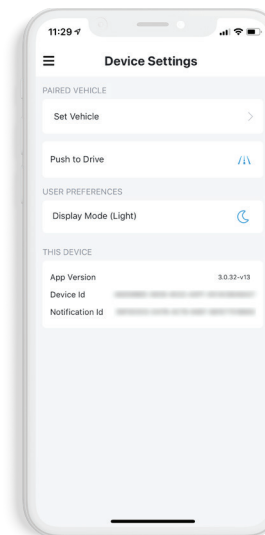 11:29
Device Settings
PAIRED VEHICLE
Set Vehicle
Push to Drive
USER PREFERENCES
Display Mode (Light)
THIS DEVICE
App Version 3.0.32-v13
Device Id
Notification Id